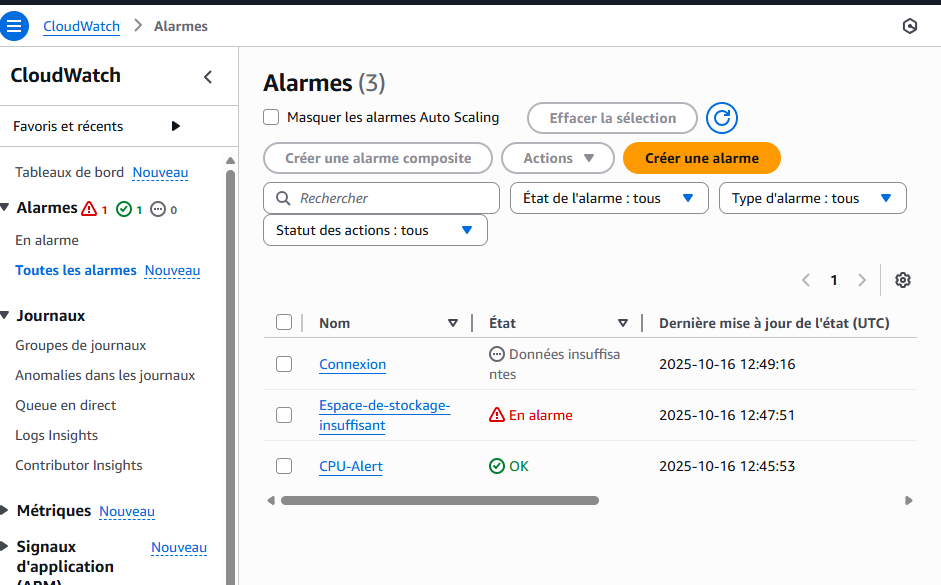 CloudWatch > Alarmes
CloudWatch
Favoris et récents
Tableaux de bord Nouveau
Alarmes 1 1 0
En alarme
Toutes les alarmes Nouveau
Journaux
Groupes de journaux
Anomalies dans les journaux
Queue en direct
Logs Insights
Contributor Insights
Métriques Nouveau
Signaux Nouveau
d'application
(APM)
Alarmes (3)
Masquer les alarmes Auto Scaling
Effacer la sélection
Créer une alarme composite
Actions
Créer une alarme
Rechercher
État de l'alarme : tous
Type d'alarme : tous
Statut des actions : tous
1
Nom État Dernière mise à jour de l'état (UTC)
Connexion Données insuffisa 2025-10-16 12:49:16
ntes
Espace-de-stockage-
insuffisant En alarme 2025-10-16 12:47:51
CPU-Alert OK 2025-10-16 12:45:53